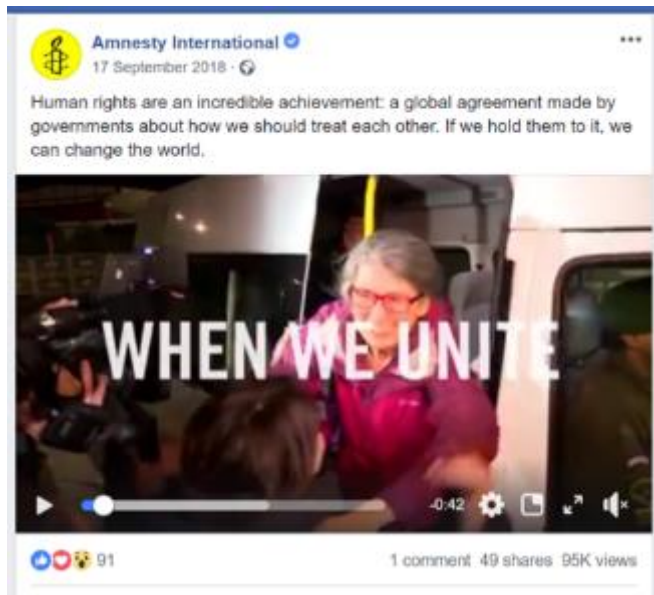 Amnesty International
17 September 2018 ·
Human rights are an incredible achievement: a global agreement made by
governments about how we should treat each other. If we hold them to it, we
can change the world.
WHEN WE UNITE
-0:42
91
1 comment 49 shares 95K views